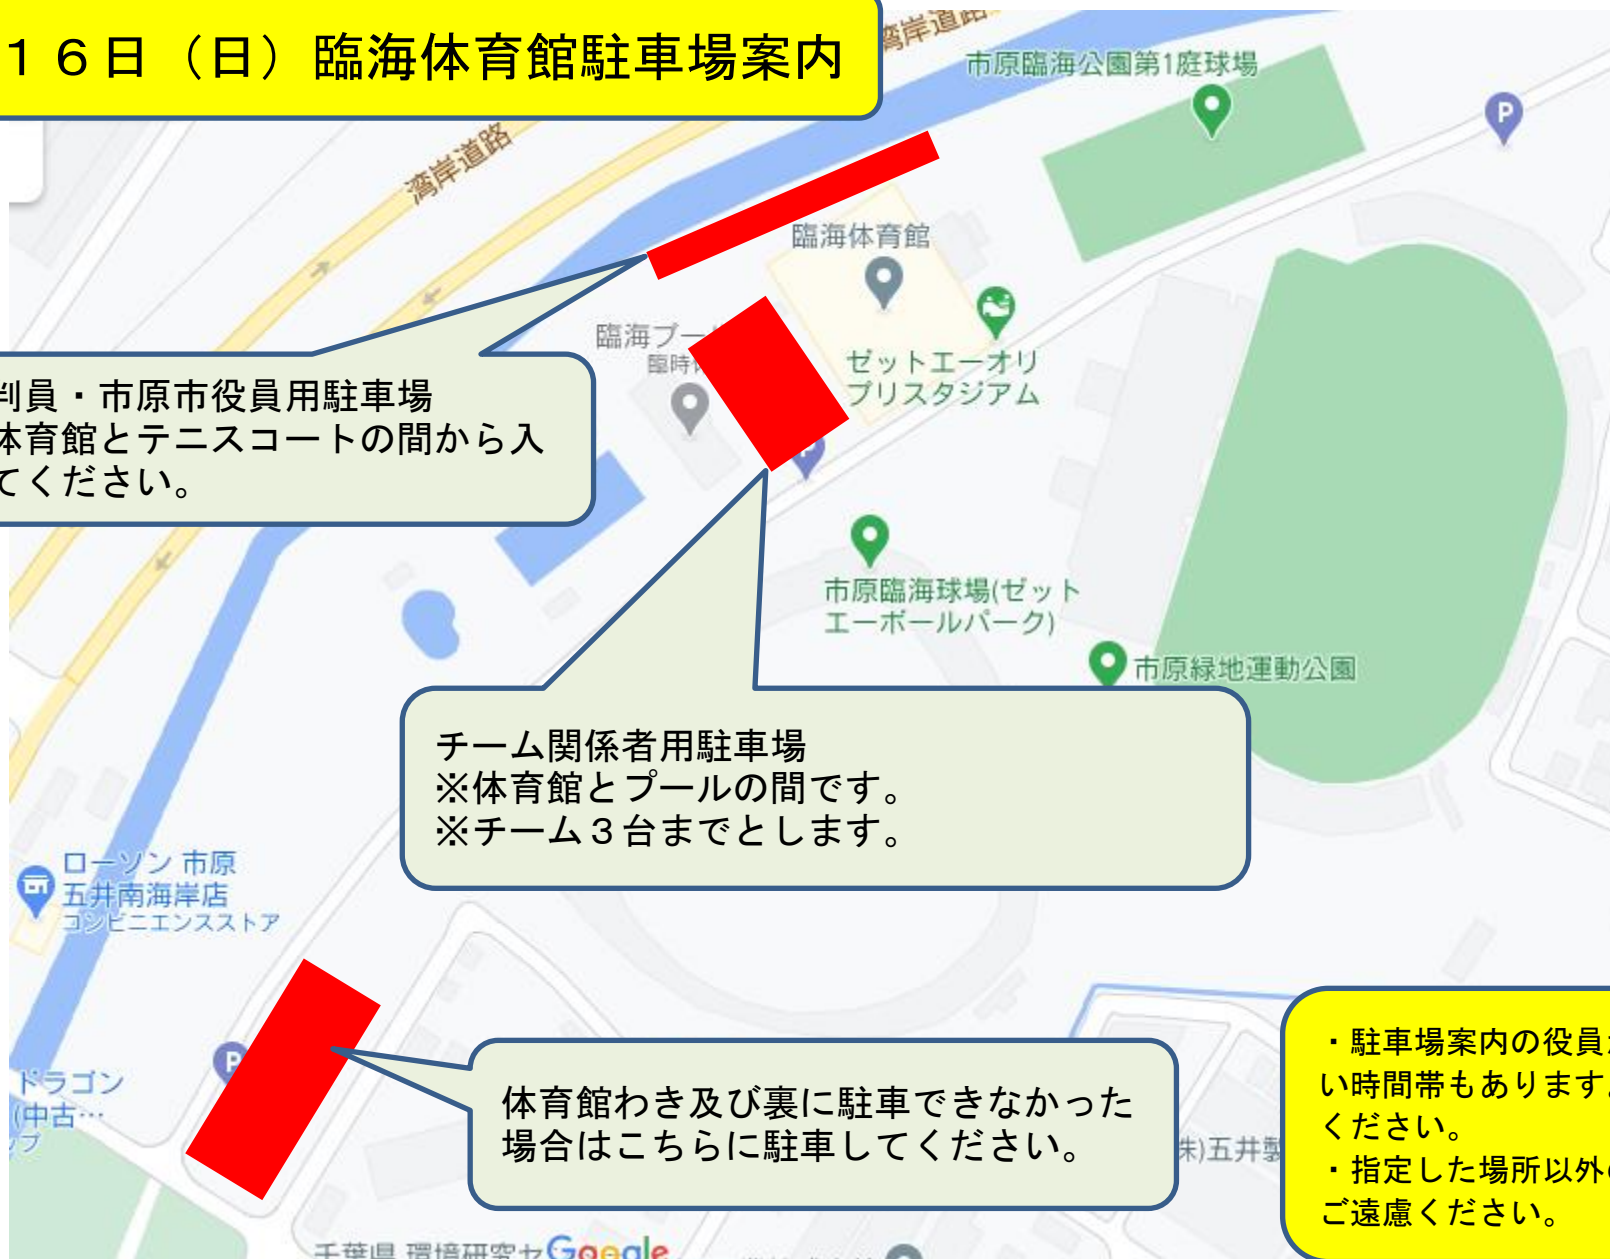 １６日（日）臨海体育館駐車場案内
湾岸道路
市原臨海公園第1庭球場
P
湾岸道路
臨海体育館
臨海プー
臨時
ゼットエーオリ
プリスタジアム
判員・市原市役員用駐車場
体育館とテニスコートの間から入
てください。
市原臨海球場(ゼット
エーボールパーク)
市原緑地運動公園
チーム関係者用駐車場
※体育館とプールの間です。
※チーム３台までとします。
ローソン 市原
五井南海岸店
コンビニエンスストア
P
ドラゴン
(中古…
ップ
体育館わき及び裏に駐車できなかった
場合はこちらに駐車してください。
株)五井製
・駐車場案内の役員
い時間帯もあります。
ください。
・指定した場所以外
ご遠慮ください。
千葉県 環境研究セ
Google